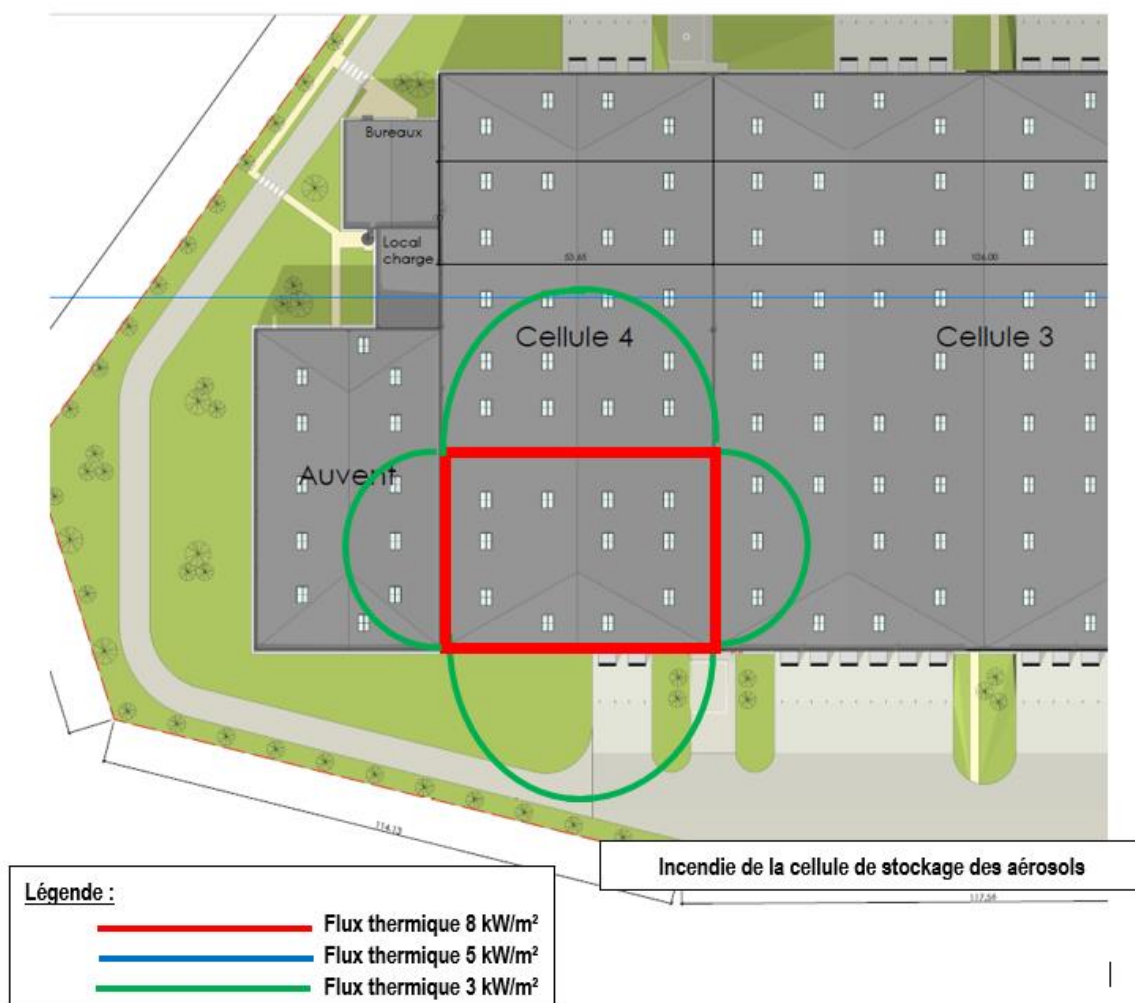 Bureaux
Local
charge
53.65
106.00
Cellule 4
Cellule 3
Auvent
114.13
Incendie de la cellule de stockage des aérosols
117.56
Légende :
Flux thermique 8 kW/m²
Flux thermique 5 kW/m²
Flux thermique 3 kW/m²